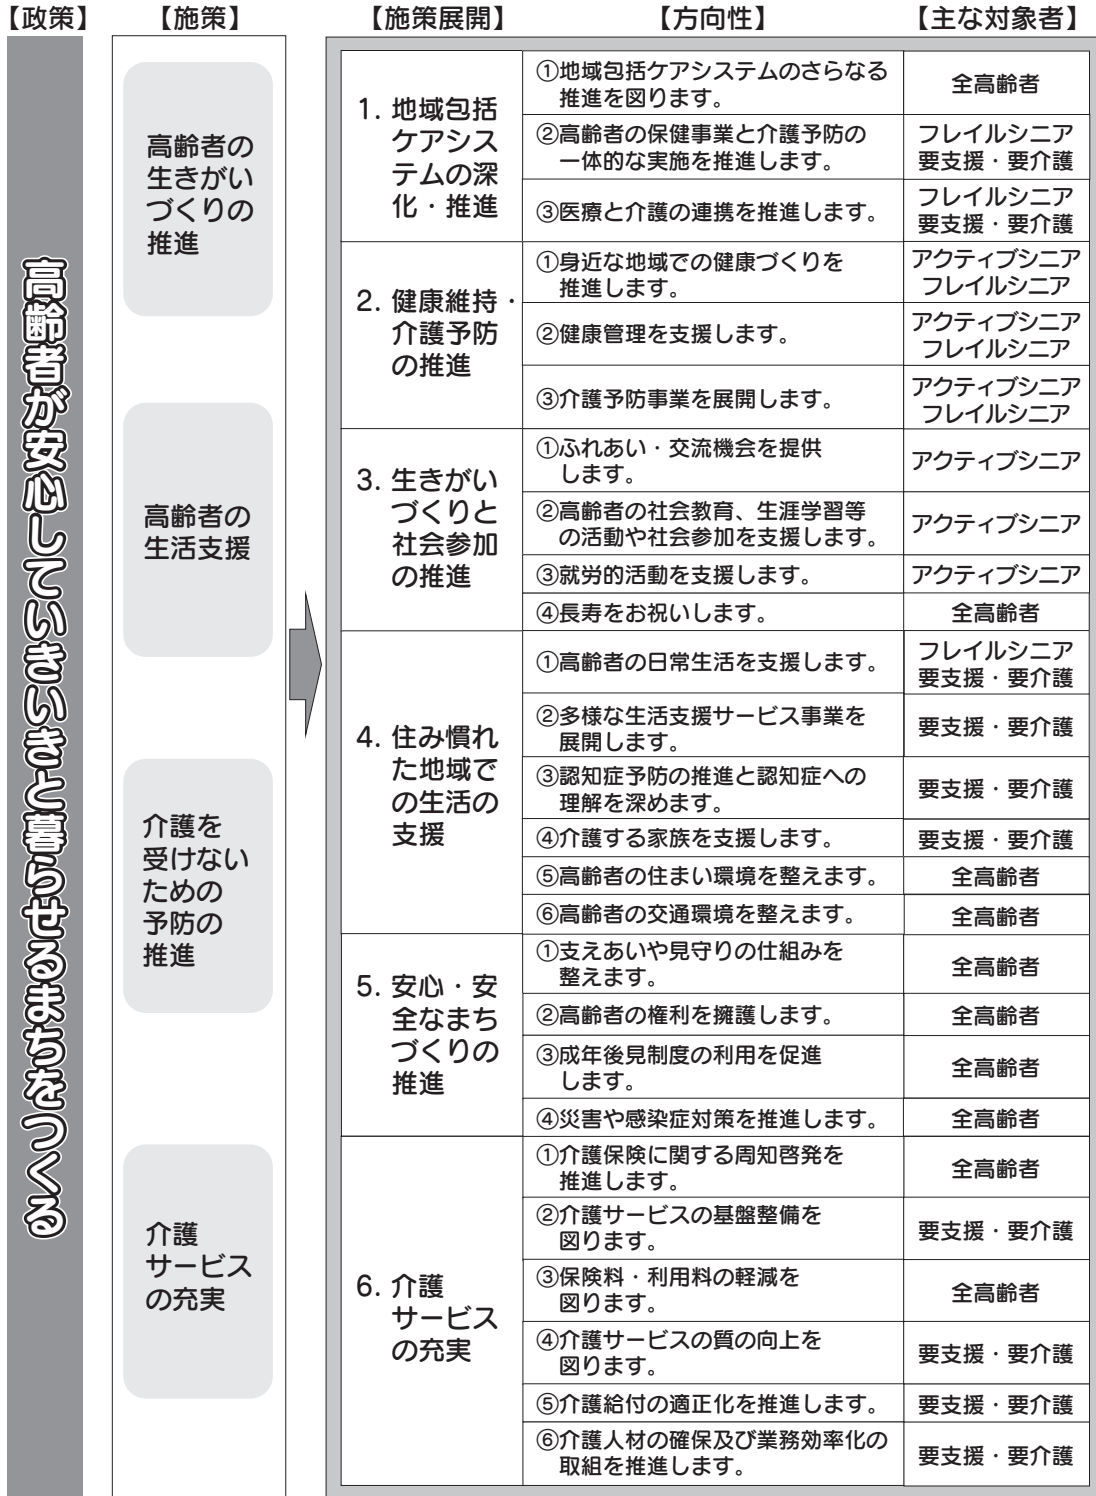 【政策】 【施策】 【施策展開】 【方向性】 【主な対象者】
高齢者が安心していきいきと暮らせるまちをつくる
高齢者の
生きがい
づくりの
推進
高齢者の
生活支援
介護を
受けない
ための
予防の
推進
介護
サービス
の充実
1. 地域包括
ケアシス
テムの深
化・推進
①地域包括ケアシステムのさらなる
推進を図ります。
全高齢者
②高齢者の保健事業と介護予防の
一体的な実施を推進します。
フレイルシニア
要支援・要介護
③医療と介護の連携を推進します。
フレイルシニア
要支援・要介護
2. 健康維持・
介護予防
の推進
①身近な地域での健康づくりを
推進します。
アクティブシニア
フレイルシニア
②健康管理を支援します。
アクティブシニア
フレイルシニア
③介護予防事業を展開します。
アクティブシニア
フレイルシニア
3. 生きがい
づくりと
社会参加
の推進
①ふれあい・交流機会を提供
します。
アクティブシニア
②高齢者の社会教育、生涯学習等
の活動や社会参加を支援します。
アクティブシニア
③就労的活動を支援します。
アクティブシニア
④長寿をお祝いします。
全高齢者
4. 住み慣れ
た地域で
の生活の
支援
①高齢者の日常生活を支援します。
フレイルシニア
要支援・要介護
②多様な生活支援サービス事業を
展開します。
要支援・要介護
③認知症予防の推進と認知症への
理解を深めます。
要支援・要介護
④介護する家族を支援します。
要支援・要介護
⑤高齢者の住まい環境を整えます。
全高齢者
⑥高齢者の交通環境を整えます。
全高齢者
5. 安心・安
全なまち
づくりの
推進
①支えあいや見守りの仕組みを
整えます。
全高齢者
②高齢者の権利を擁護します。
全高齢者
③成年後見制度の利用を促進
します。
全高齢者
④災害や感染症対策を推進します。
全高齢者
6. 介護
サービス
の充実
①介護保険に関する周知啓発を
推進します。
全高齢者
②介護サービスの基盤整備を
図ります。
要支援・要介護
③保険料・利用料の軽減を
図ります。
全高齢者
④介護サービスの質の向上を
図ります。
要支援・要介護
⑤介護給付の適正化を推進します。
要支援・要介護
⑥介護人材の確保及び業務効率化の
取組を推進します。
要支援・要介護